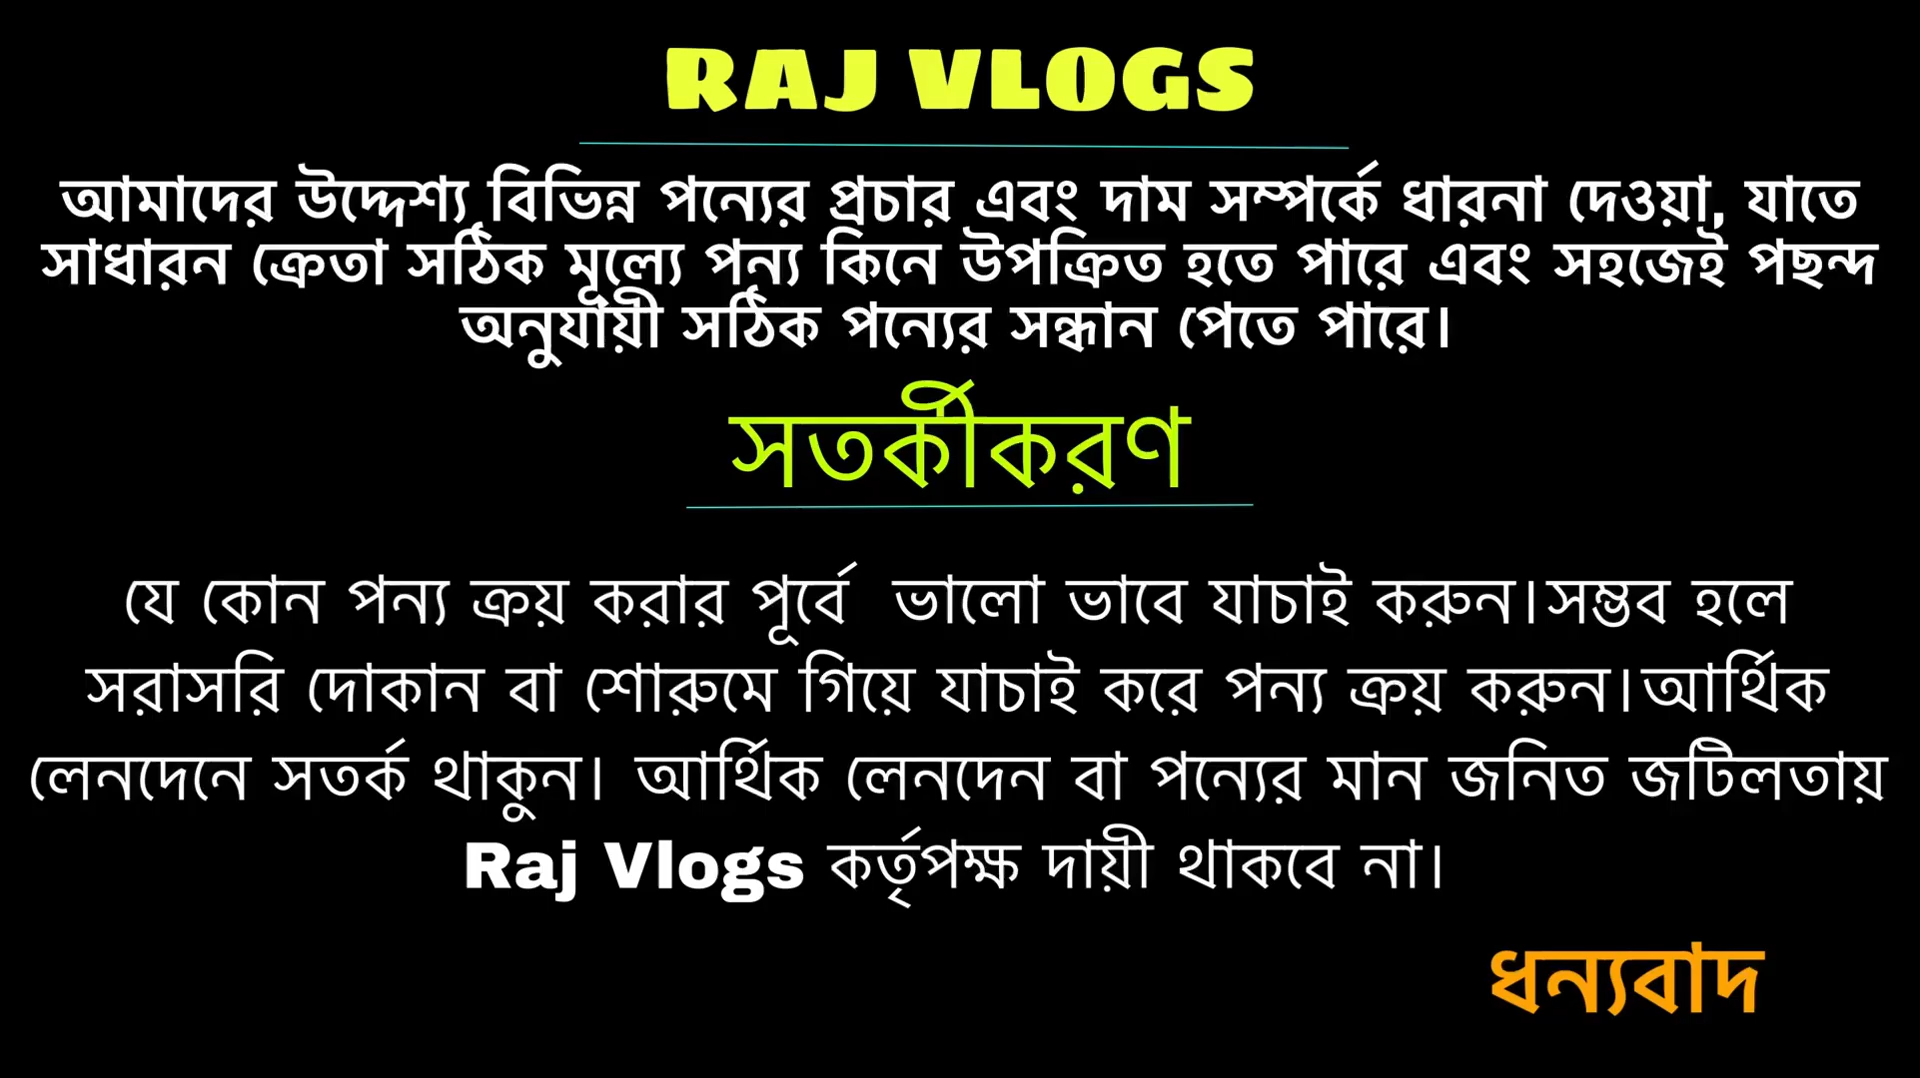 RAJ VLOGS
আমাদের উদ্দেশ্য বিভিন্ন পন্যের প্রচার এবং দাম সম্পর্কে ধারনা দেওয়া, যাতে
সাধারন ক্রেতা সঠিক মূল্যে পন্য কিনে উপক্রিত হতে পারে এবং সহজেই পছন্দ
অনুযায়ী সঠিক পন্যের সন্ধান পেতে পারে।
সতর্কীকরণ
যে কোন পন্য ক্রয় করার পূর্বে ভালো ভাবে যাচাই করুন।সম্ভব হলে
সরাসরি দোকান বা শোরুমে গিয়ে যাচাই করে পন্য ক্রয় করুন।আর্থিক
লেনদেনে সতর্ক থাকুন। আর্থিক লেনদেন বা পন্যের মান জনিত জটিলতায়
Raj Vlogs কর্তৃপক্ষ দায়ী থাকবে না।
ধন্যবাদ